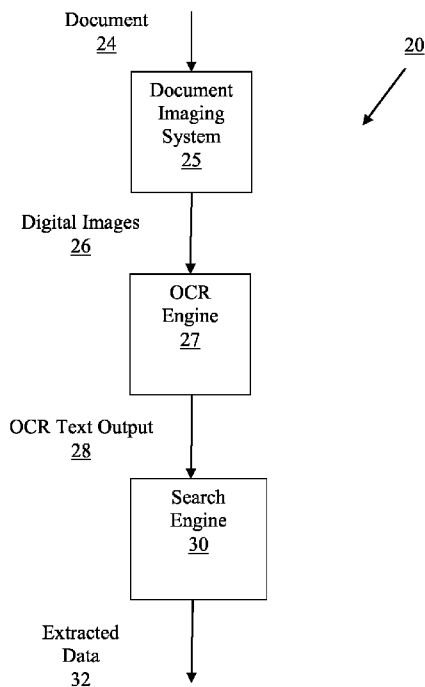 Document
24
20
Document
Imaging
System
25
Digital Images
26
OCR
Engine
27
OCR Text Output
28
Search
Engine
30
Extracted
Data
32